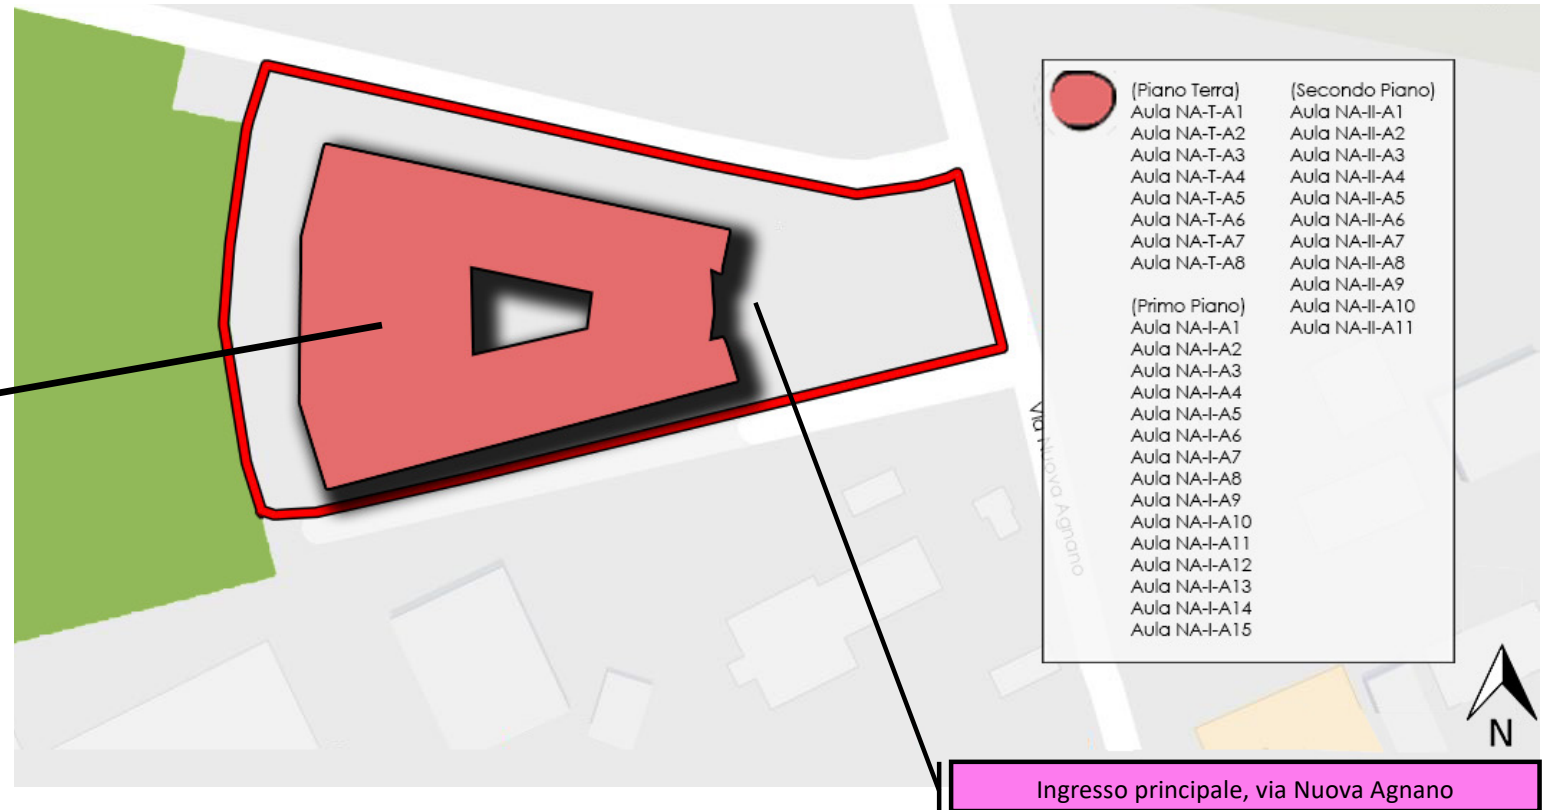 (Piano Terra)
Aula NA-T-A1
Aula NA-T-A2
Aula NA-T-A3
Aula NA-T-A4
Aula NA-T-A5
Aula NA-T-A6
Aula NA-T-A7
Aula NA-T-A8
(Primo Piano)
Aula NA-I-A1
Aula NA-I-A2
Aula NA-I-A3
Aula NA-I-A4
Aula NA-I-A5
Aula NA-I-A6
Aula NA-I-A7
Aula NA-I-A8
Aula NA-I-A9
Aula NA-I-A10
Aula NA-I-A11
Aula NA-I-A12
Aula NA-I-A13
Aula NA-I-A14
Aula NA-I-A15
(Secondo Piano)
Aula NA-II-A1
Aula NA-II-A2
Aula NA-II-A3
Aula NA-II-A4
Aula NA-II-A5
Aula NA-II-A6
Aula NA-II-A7
Aula NA-II-A8
Aula NA-II-A9
Aula NA-II-A10
Aula NA-II-A11
Via Nuova Agnano
N
Ingresso principale, via Nuova Agnano